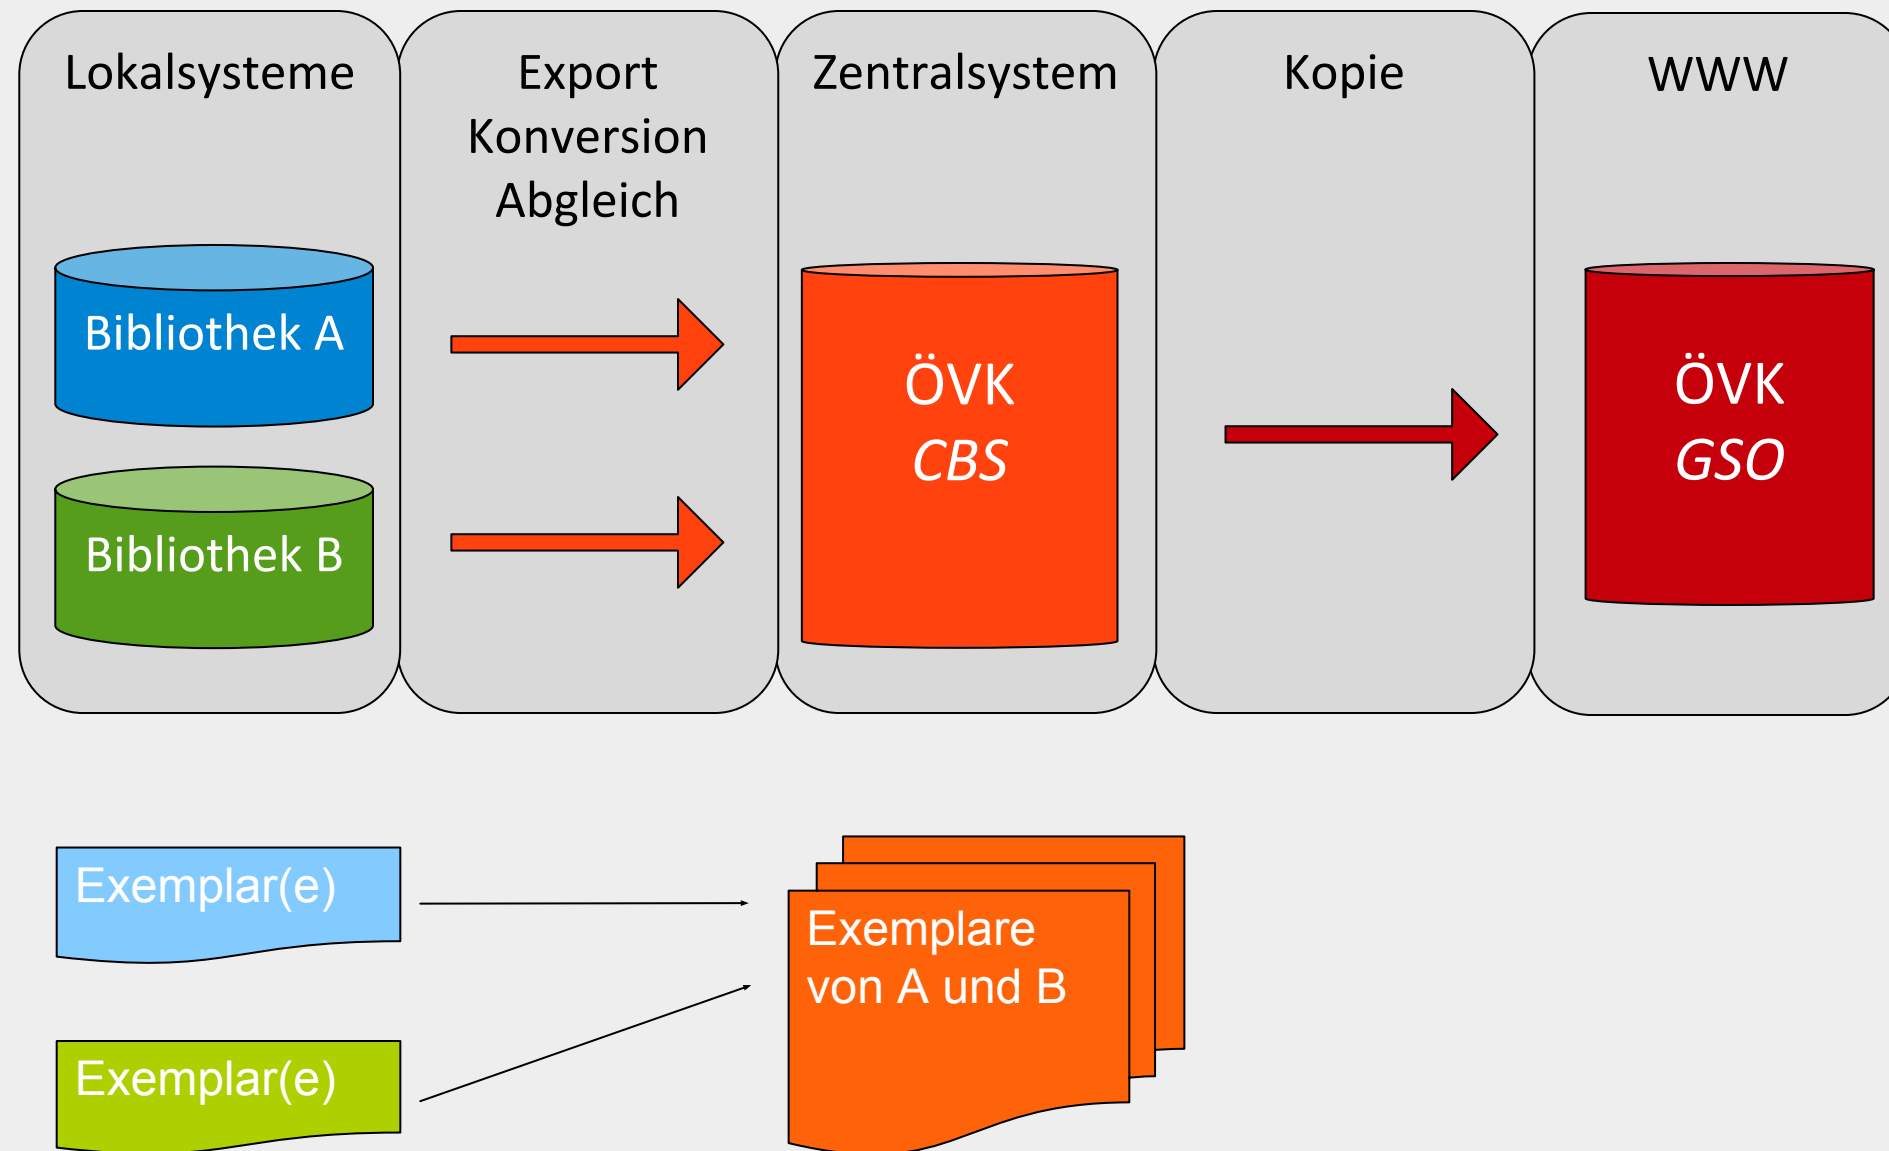 Lokalsysteme
Export
Konversion
Abgleich
Zentralsystem
Kopie
WWW
Bibliothek A
Bibliothek B
ÖVK
CBS
ÖVK
GSO
Exemplar(e)
Exemplar(e)
Exemplare
von A und B